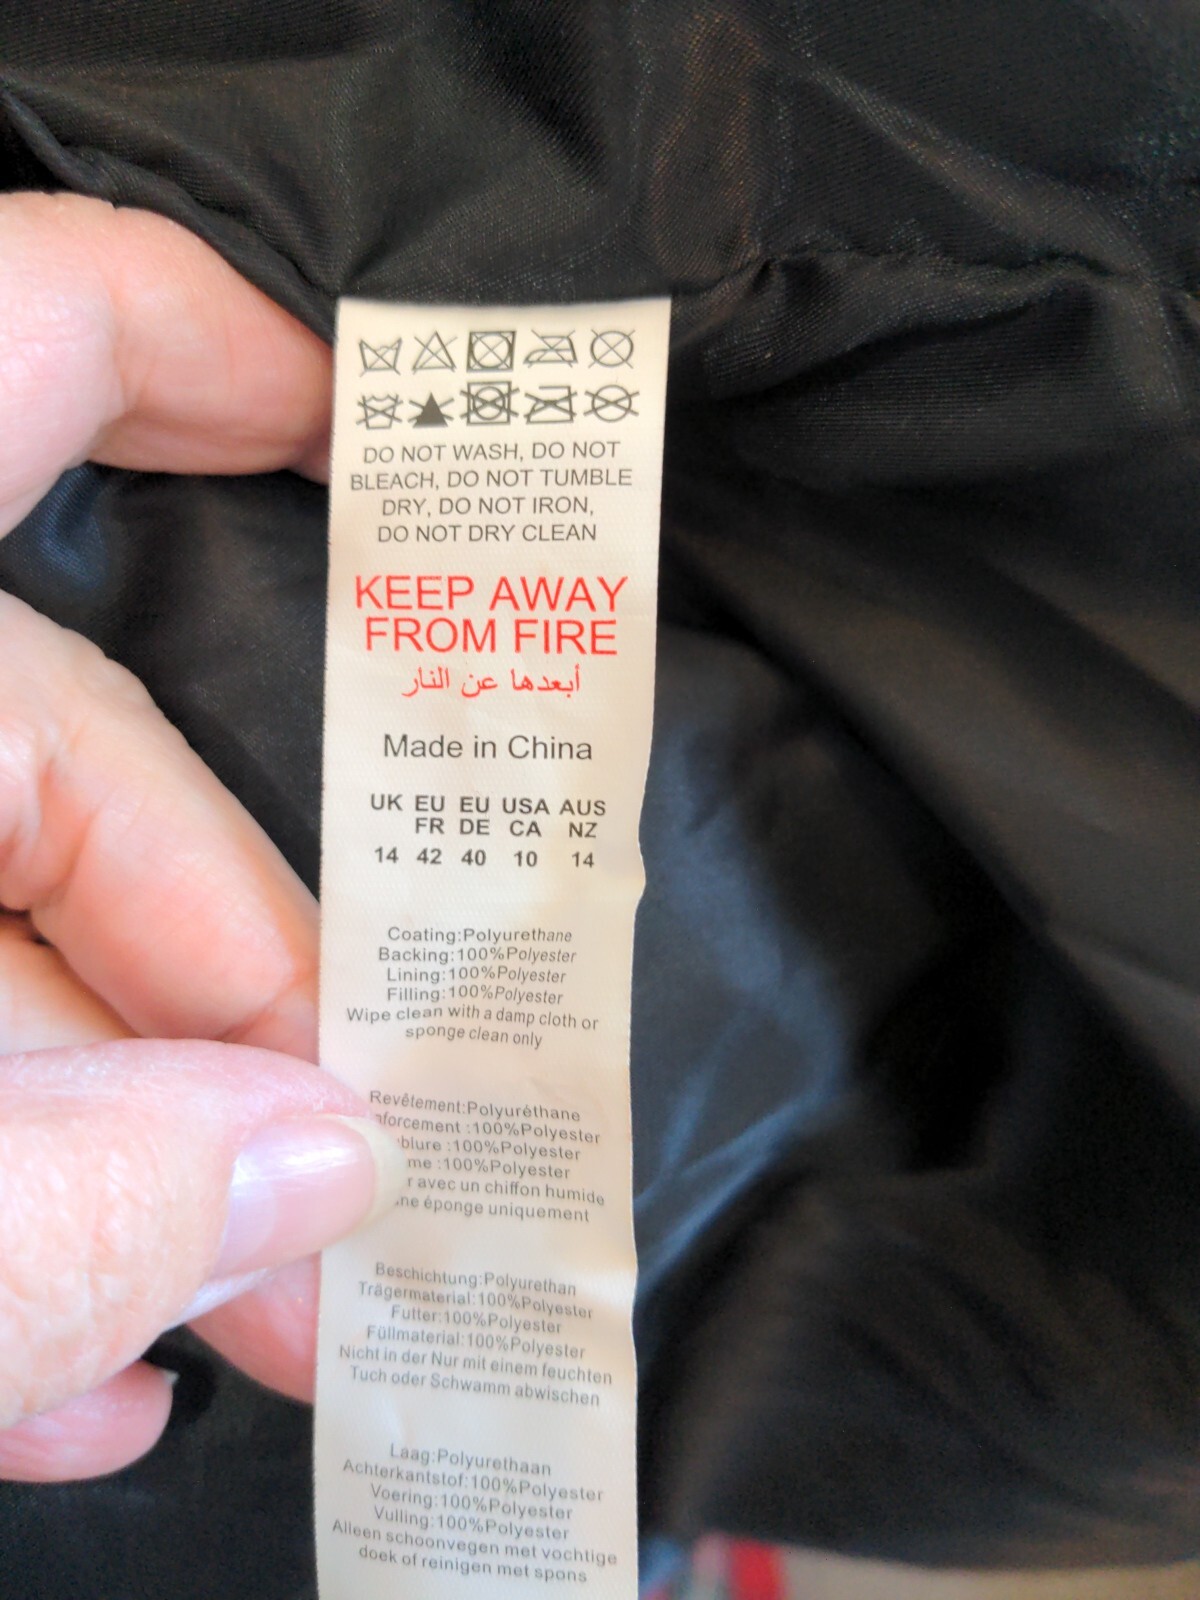 DO NOT WASH, DO NOT
BLEACH, DO NOT TUMBLE
DRY, DO NOT IRON,
DO NOT DRY CLEAN
KEEP AWAY
FROM FIRE
أبعدها عن النار
Made in China
UK EU EU USA AUS
FR DE CA NZ
14 42 40 10 14
Coating:Polyurethane
Backing:100%Polyester
Lining:100%Polyester
Filling:100%Polyester
Wipe clean with a damp cloth or
sponge clean only
Revêtement:Polyuréthane
:100%Polyester
:100%Polyester
:100%Polyester
avec un chiffon humide
éponge uniquement
Beschichtung:Polyurethan
Trägermaterial:100%Polyester
Futter:100%Polyester
Füllmaterial:100%Polyester
Nicht in der Nur mit einem feuchten
Tuch oder Schwamm abwischen
Laag:Polyurethaan
Achterkantstof:100%Polyester
Voering:100%Polyester
Vulling:100%Polyester
Alleen schoonvegen met vochtige
doek of reinigen met spons